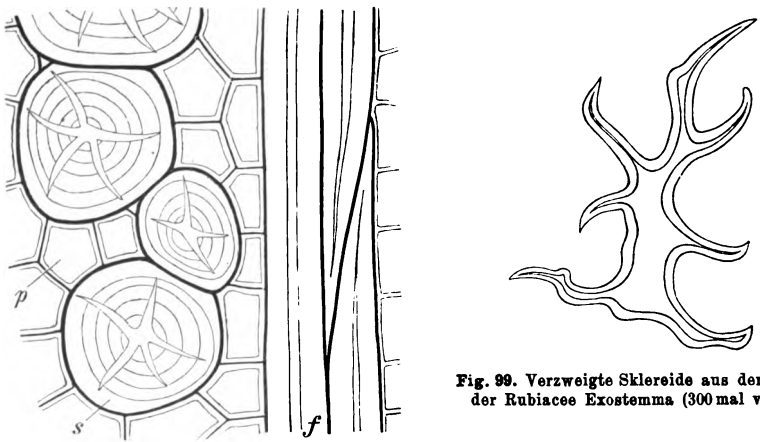 p
s
f
Fig. 99. Verzweigte Sklereide aus der
der Rubiacee Exostemma (300 mal v